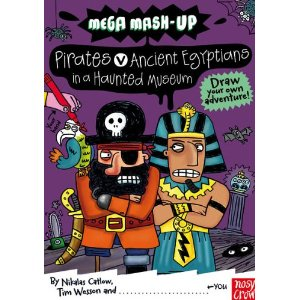 MEGA MASH-UP
Pirates v Ancient Egyptians
in a Haunted Museum
Draw
your own
adventure!
By Nikalas Catlow,
Tim Wesson and ........................ ←YOU
nosy
crow